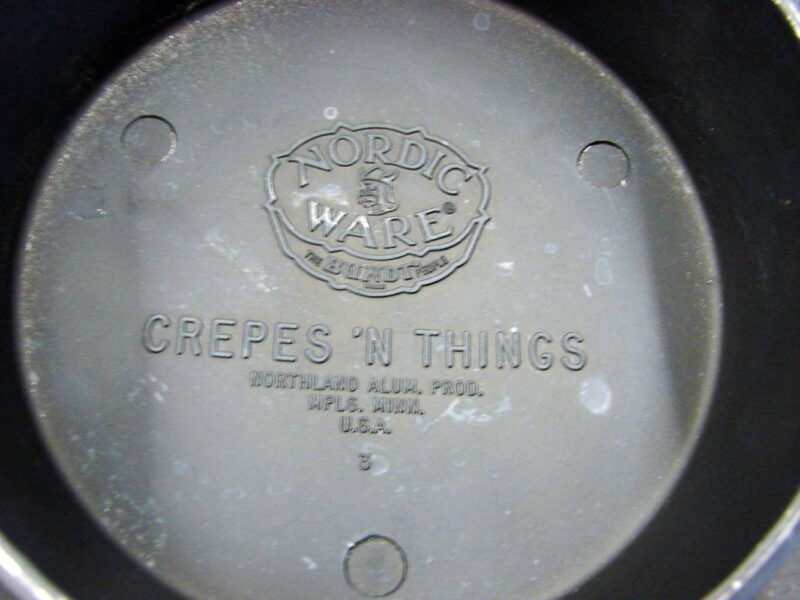 NORDIC
WARE®
THE BUNDT PEOPLE
CREPES 'N THINGS
NORTHLAND ALUM. PROD.
MPLS. MINN.
U.S.A.
3